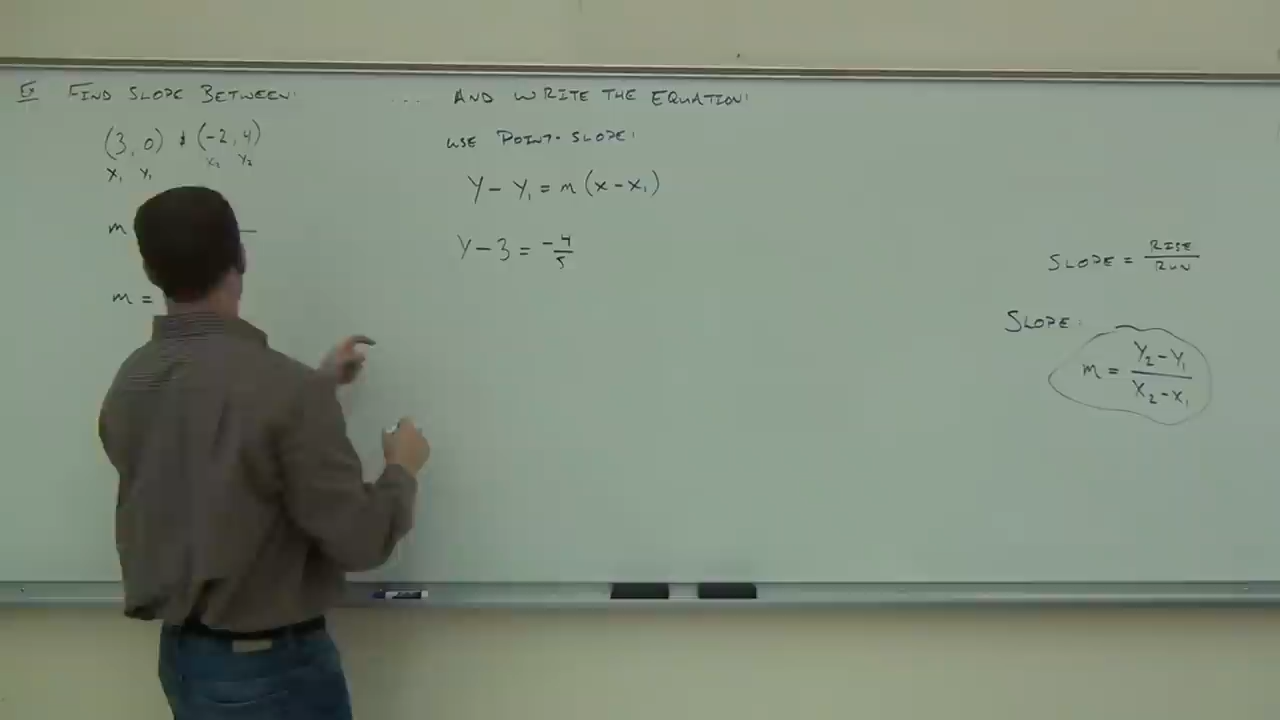 Ex FIND SLOPE BETWEEN:
(3, 0) & (-2, 4)
X₁ Y₁ X₂ Y₂
m
m =
... AND WRITE THE EQUATION:
USE POINT-SLOPE:
Y - Y₁ = m (X - X₁)
Y - 3 = -4/5
SLOPE = RISE/RUN
SLOPE:
m = Y₂ - Y₁ / X₂ - X₁